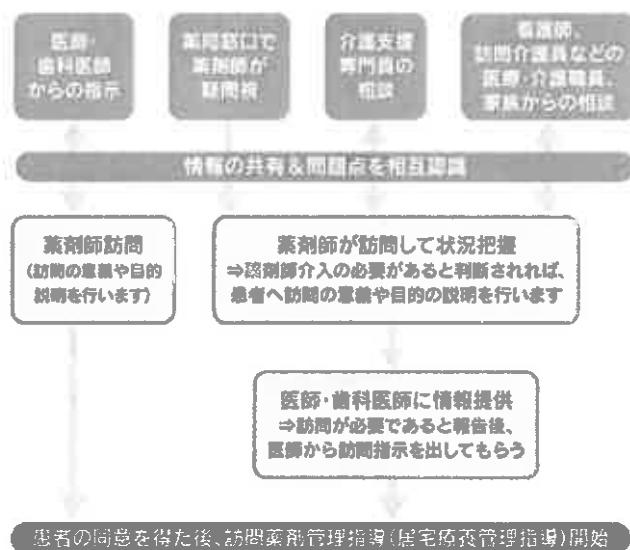 医師・
歯科医師
からの指示
薬局窓口で
薬剤師が
疑問視
介護支援
専門員の
相談
看護師、
訪問介護員などの
医療・介護職員、
家族からの相談
情報の共有&問題点を相互認識
薬剤師訪問
(訪問の意義や目的
説明を行います)
薬剤師が訪問して状況把握
⇒薬剤師介入の必要があると判断されれば、
患者へ訪問の意義や目的の説明を行います
医師・歯科医師に情報提供
⇒訪問が必要であると報告後、
医師から訪問指示を出してもらう
患者の同意を得た後、訪問薬剤管理指導(居宅療養管理指導)開始